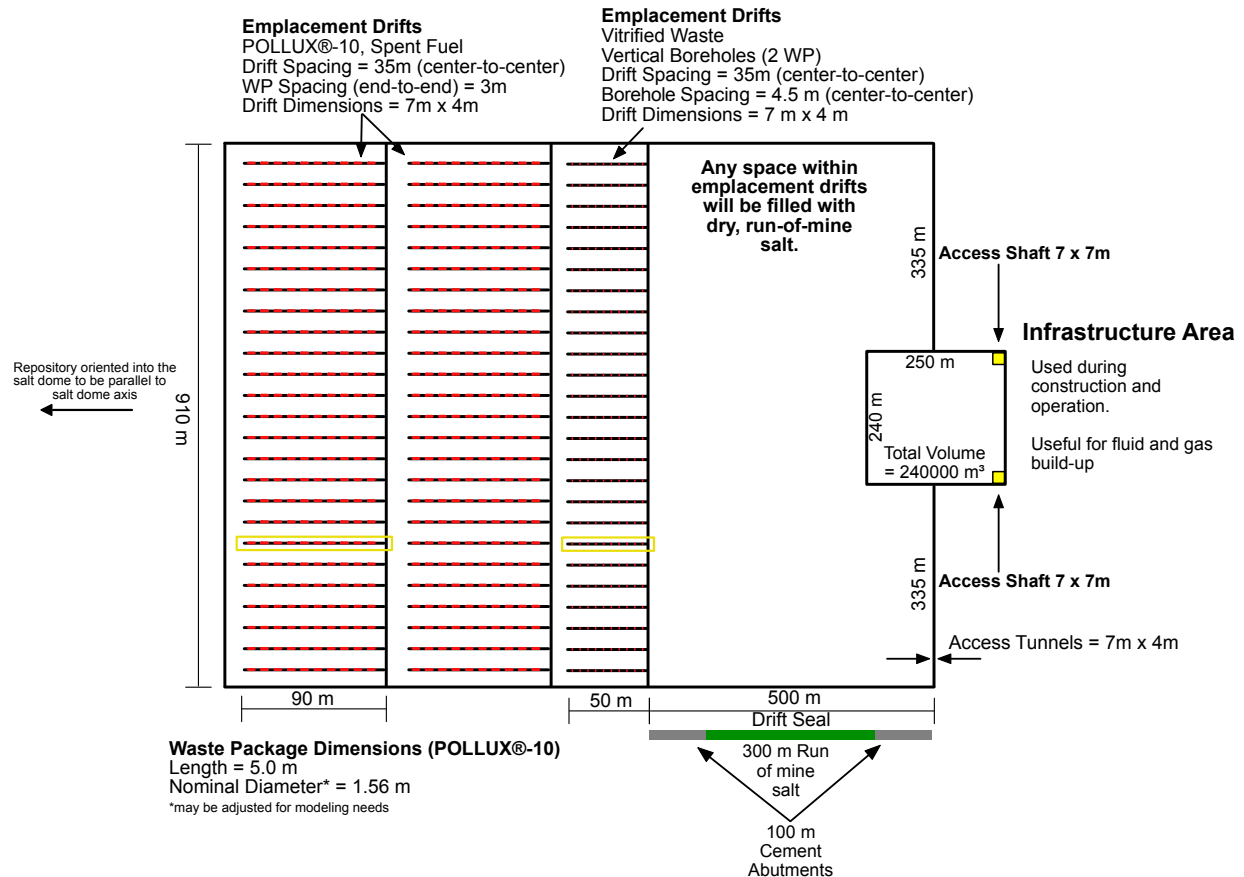 Emplacement Drifts
POLLUX®-10, Spent Fuel
Drift Spacing = 35m (center-to-center)
WP Spacing (end-to-end) = 3m
Drift Dimensions = 7m x 4m
Emplacement Drifts
Vitrified Waste
Vertical Boreholes (2 WP)
Drift Spacing = 35m (center-to-center)
Borehole Spacing = 4.5 m (center-to-center)
Drift Dimensions = 7 m x 4 m
Any space within
emplacement drifts
will be filled with
dry, run-of-mine
salt.
335 m
Access Shaft 7 x 7m
Infrastructure Area
Used during
construction and
operation.
Useful for fluid and gas
build-up
250 m
240 m
Total Volume
= 240000 m³
Repository oriented into the
salt dome to be parallel to
salt dome axis
910 m
335 m
Access Shaft 7 x 7m
Access Tunnels = 7m x 4m
90 m
50 m
500 m
Drift Seal
300 m Run
of mine
salt
100 m
Cement
Abutments
Waste Package Dimensions (POLLUX®-10)
Length = 5.0 m
Nominal Diameter* = 1.56 m
*may be adjusted for modeling needs